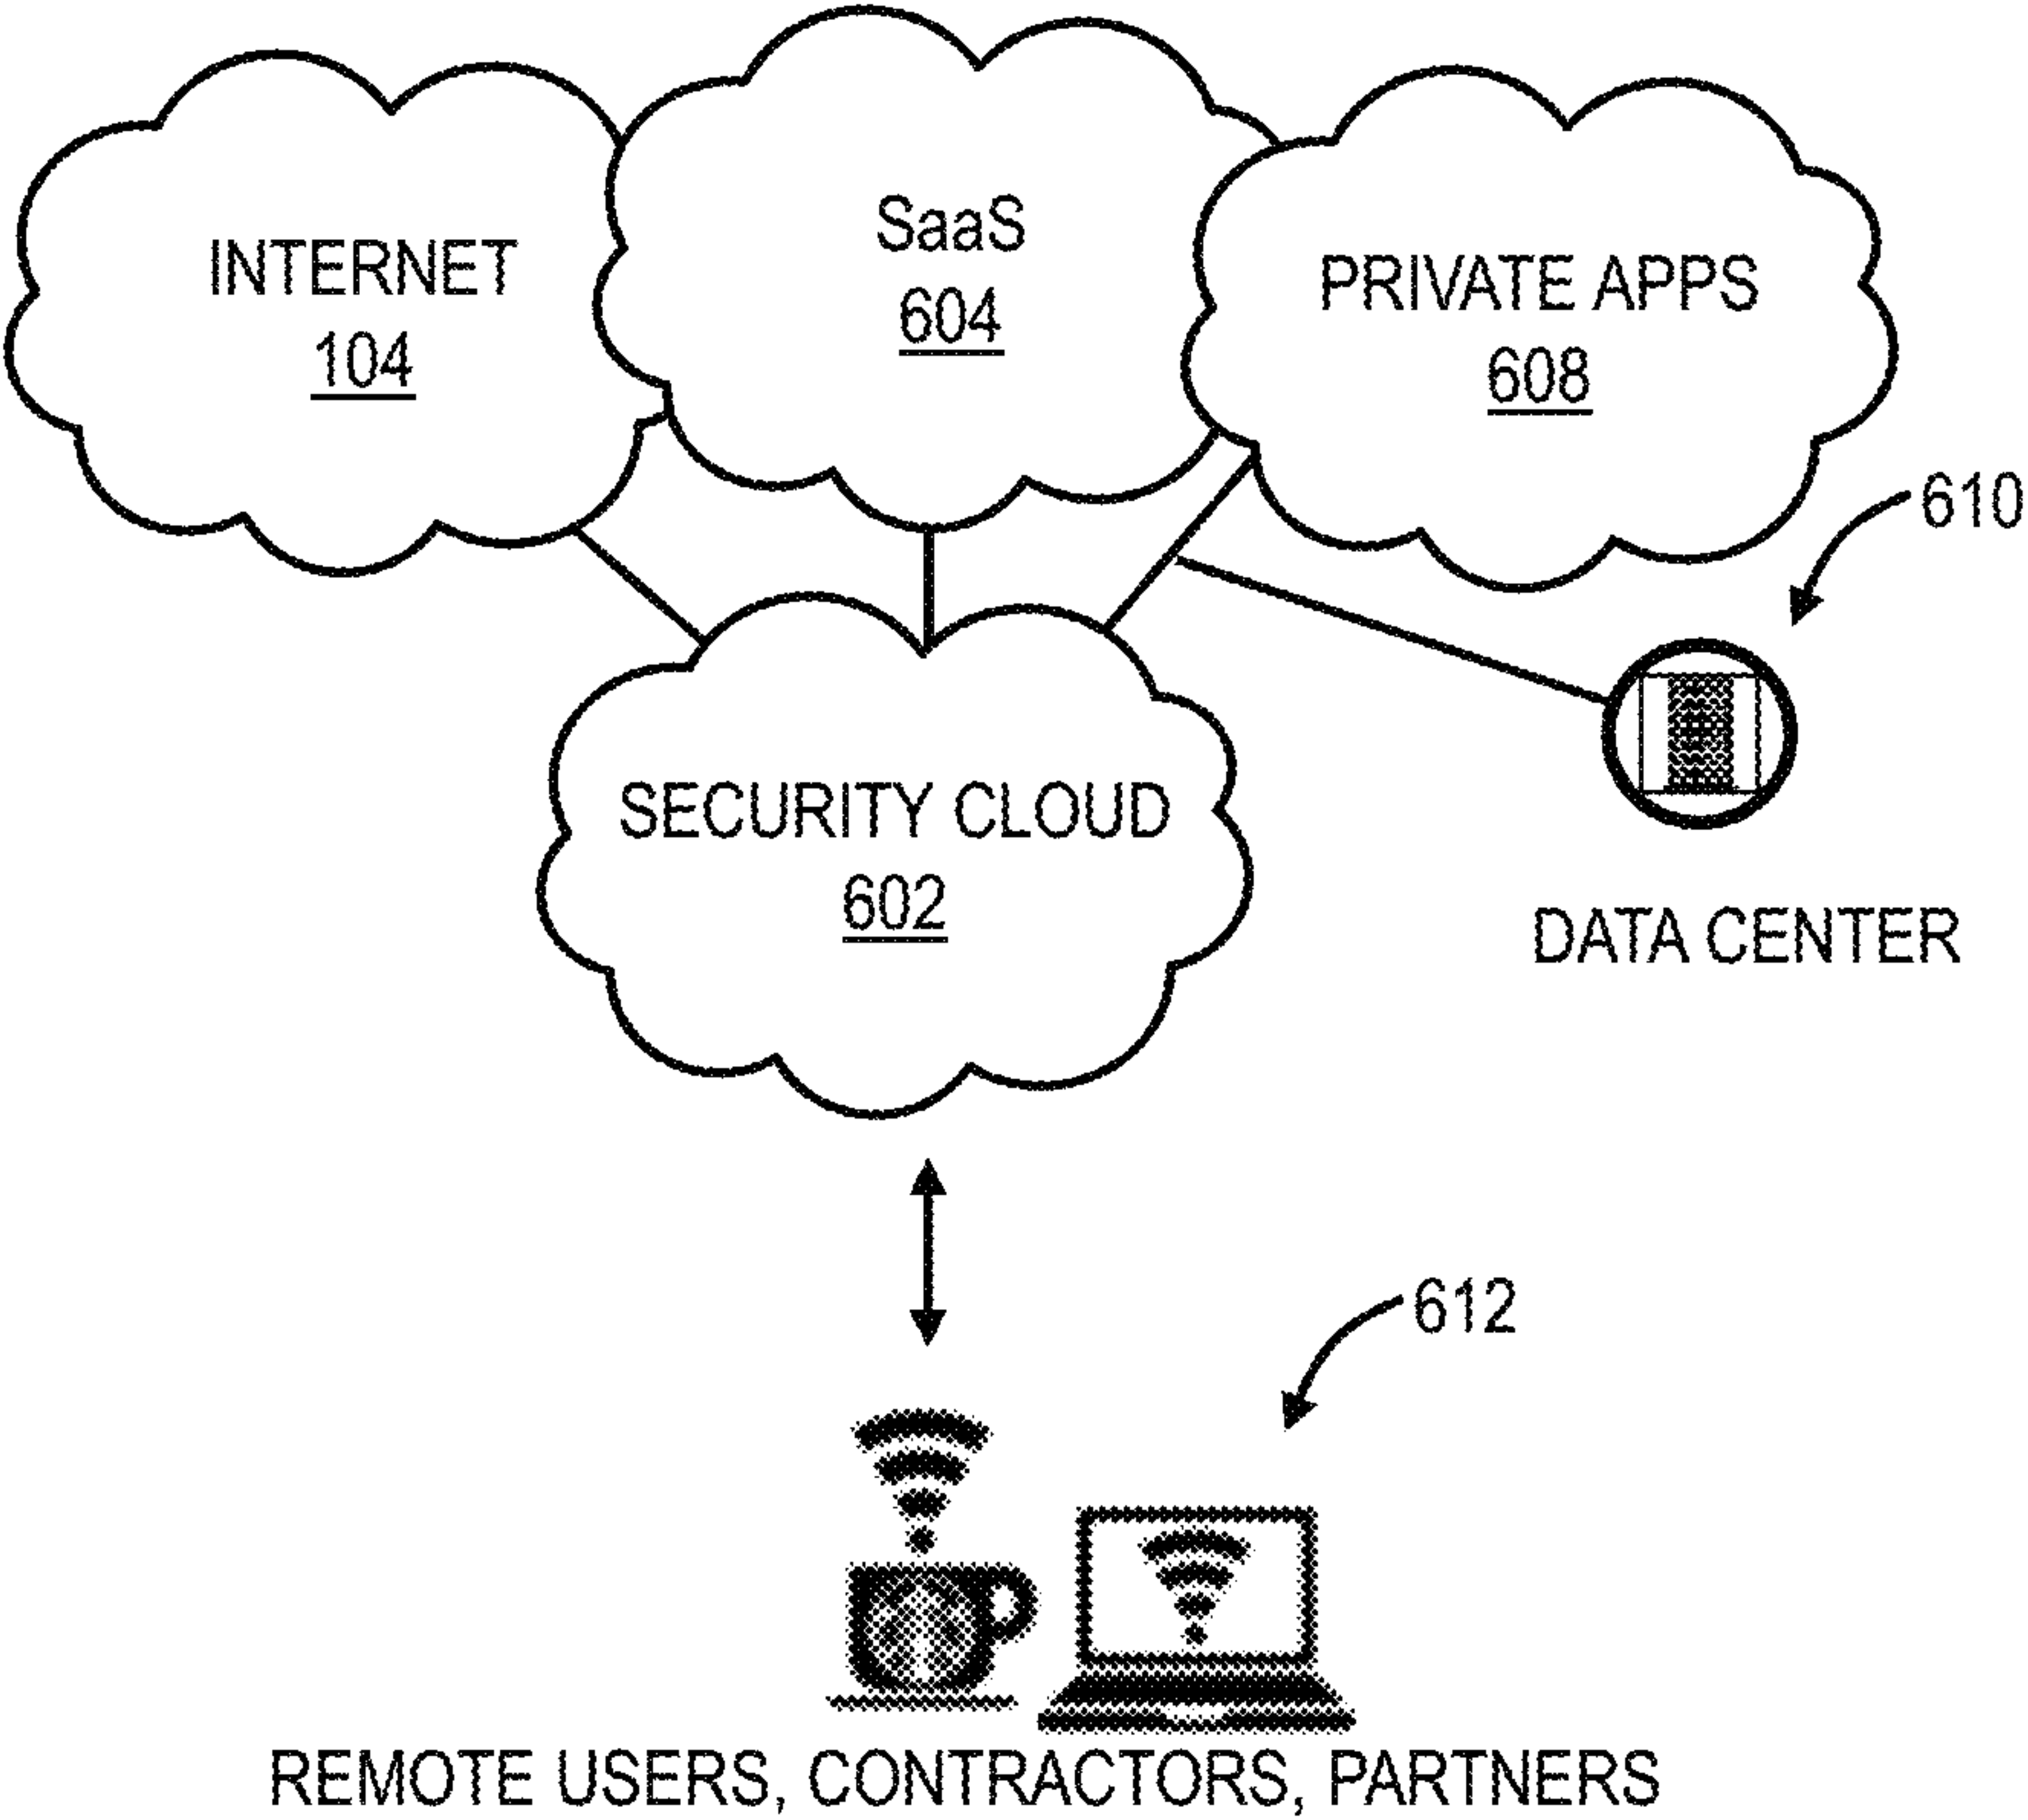 INTERNET
104
SaaS
604
PRIVATE APPS
608
610
SECURITY CLOUD
602
DATA CENTER
612
REMOTE USERS, CONTRACTORS, PARTNERS